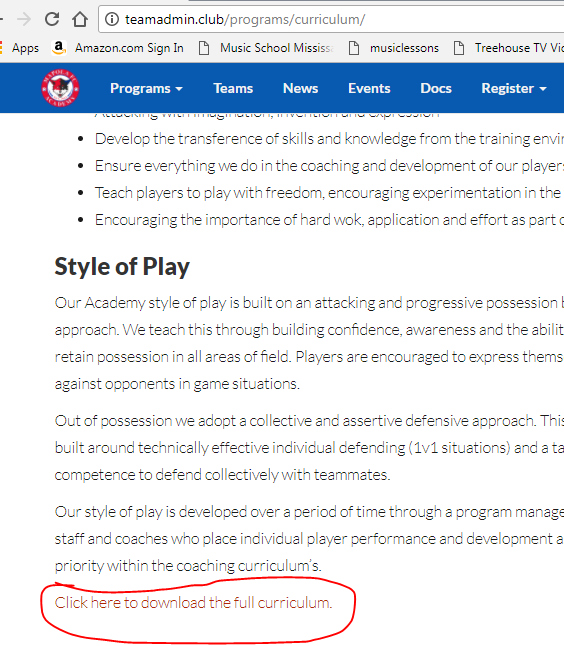 teamadmin.club/programs/curriculum/
Apps Amazon.com Sign In Music School Mississ musiclessons Treehouse TV Vid
Programs Teams News Events Docs Register
Attacking with imagination, invention and expression
Develop the transference of skills and knowledge from the training envi
Ensure everything we do in the coaching and development of our players
Teach players to play with freedom, encouraging experimentation in the
Encouraging the importance of hard wok, application and effort as part o
Style of Play
Our Academy style of play is built on an attacking and progressive possession b
approach. We teach this through building confidence, awareness and the abilit
retain possession in all areas of field. Players are encouraged to express thems
against opponents in game situations.
Out of possession we adopt a collective and assertive defensive approach. This
built around technically effective individual defending (1v1 situations) and a ta
competence to defend collectively with teammates.
Our style of play is developed over a period of time through a program manage
staff and coaches who place individual player performance and development a
priority within the coaching curriculum's.
Click here to download the full curriculum.